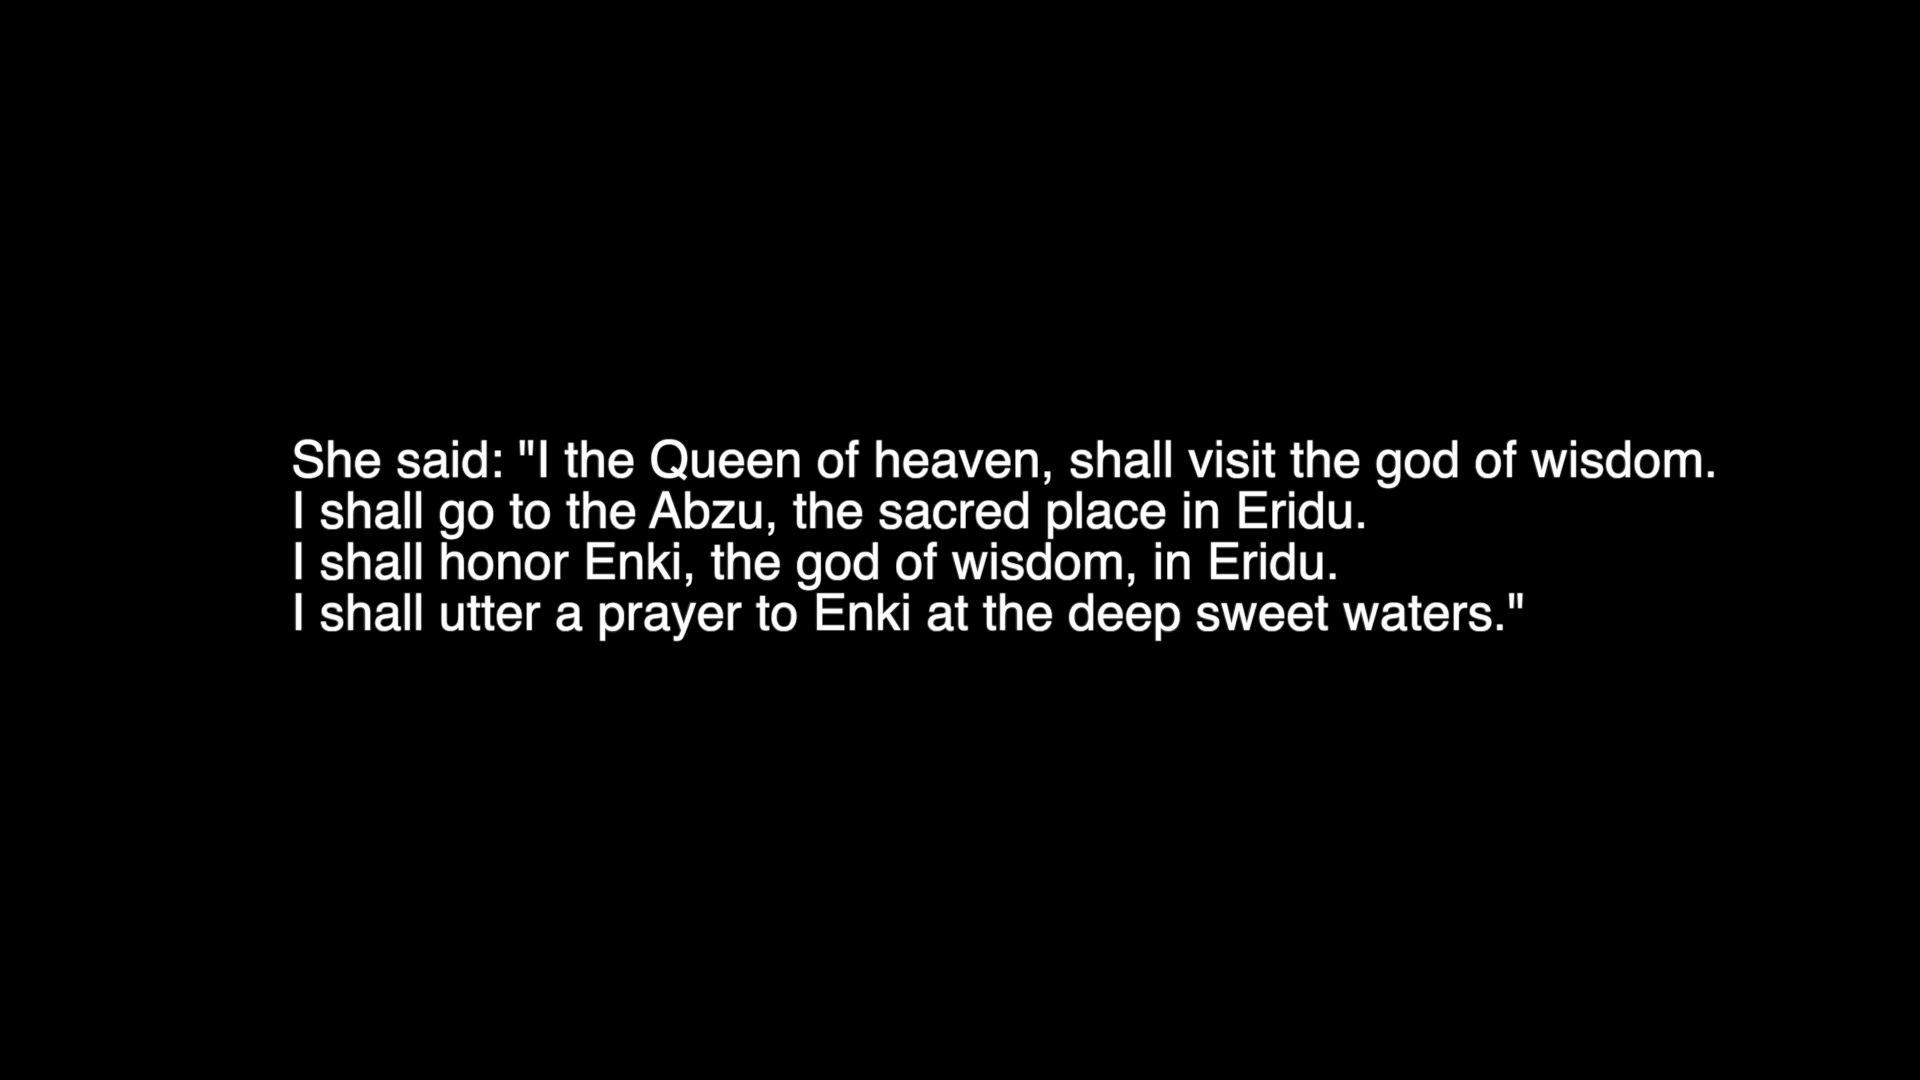 She said: "I the Queen of heaven, shall visit the god of wisdom.
I shall go to the Abzu, the sacred place in Eridu.
I shall honor Enki, the god of wisdom, in Eridu.
I shall utter a prayer to Enki at the deep sweet waters."